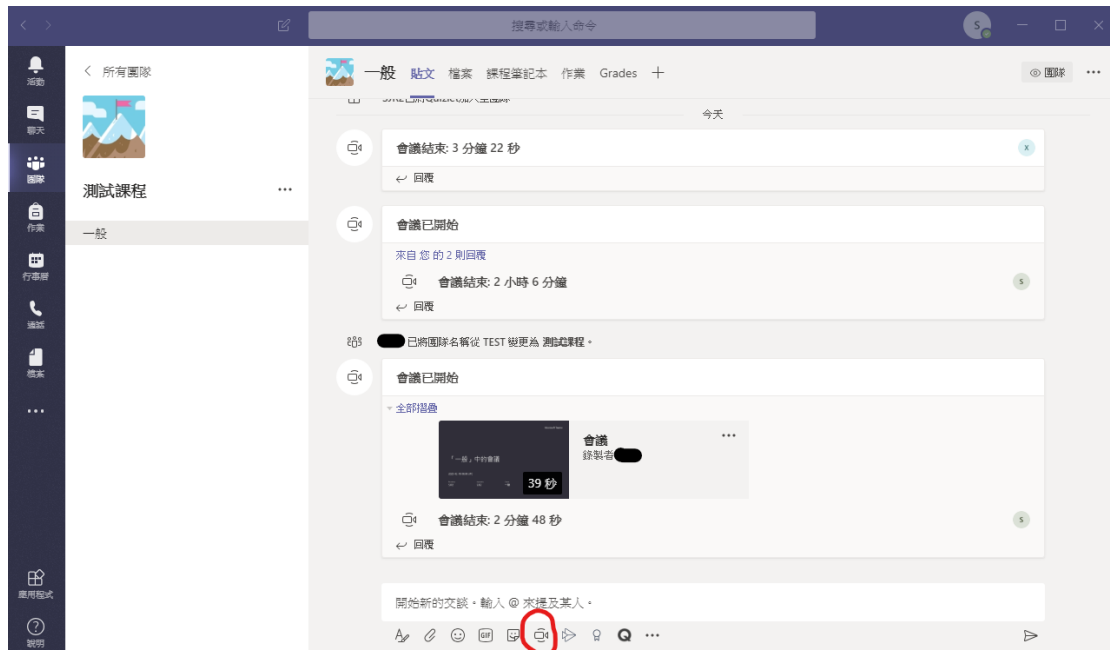 搜尋或輸入命令
S
活動
聊天
團隊
作業
行事曆
通話
檔案
應用程式
說明
所有團隊
測試課程
一般
一般 貼文 檔案 課程筆記本 作業 Grades
團隊
今天
會議結束: 3 分鐘 22 秒
x
回覆
會議已開始
來自 您 的 2 則回覆
會議結束: 2 小時 6 分鐘
s
回覆
已將團隊名稱從 TEST 變更為 測試課程。
會議已開始
全部摺疊
「一般」中的會議
39 秒
會議
錄製者
會議結束: 2 分鐘 48 秒
s
回覆
開始新的交談。輸入 @ 來提及某人。
GIF
Q